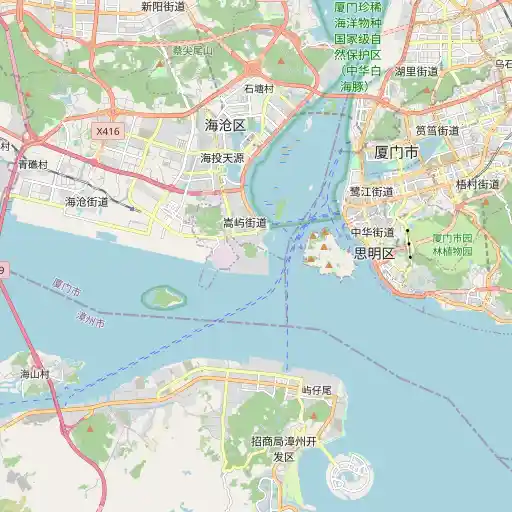 新阳街道
厦门珍稀
海洋物种
国家级自
然保护区
（中华白
海豚）
蔡尖尾山
石塘村
湖里街道
乌石
海沧区
X416
筼筜街道
厦门市
村
青礁村
海投天源
鹭江街道
梧村街道
海沧街道
嵩屿街道
中华街道
思明区
厦门市园
林植物园
9
厦门市
漳州市
海山村
屿仔尾
招商局漳州开
发区